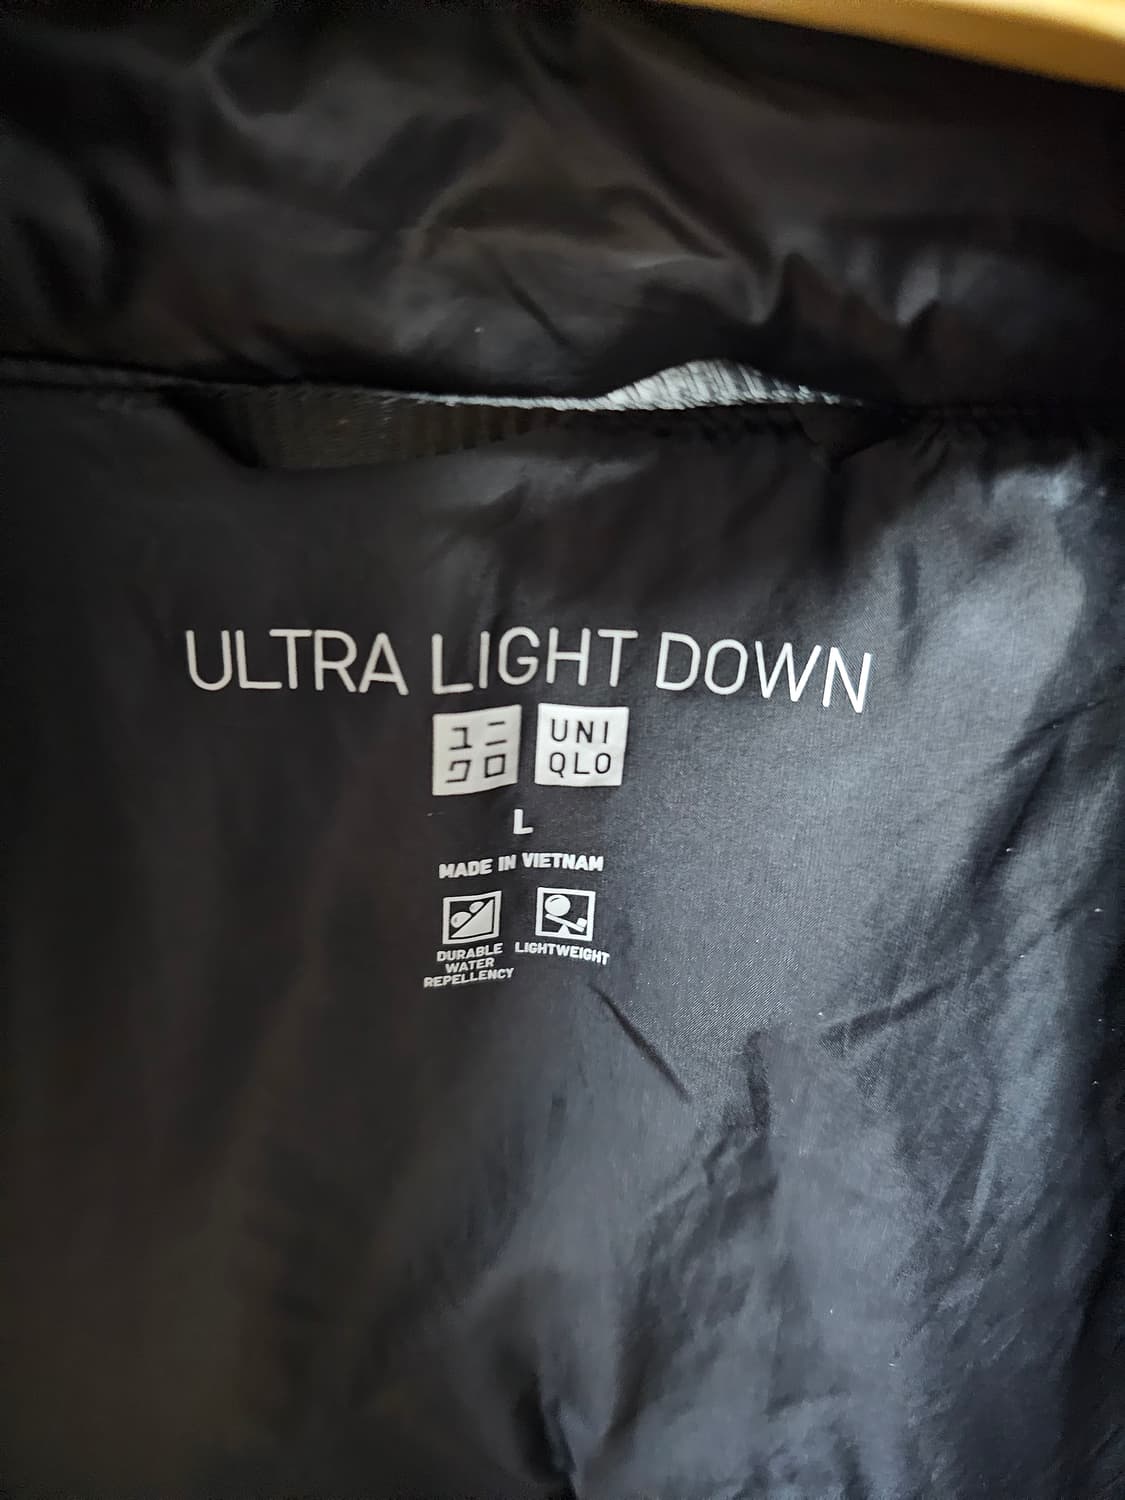 ULTRA LIGHT DOWN
ユニ
クロ
UNI
QLO
L
MADE IN VIETNAM
DURABLE
WATER
REPELLENCY
LIGHTWEIGHT